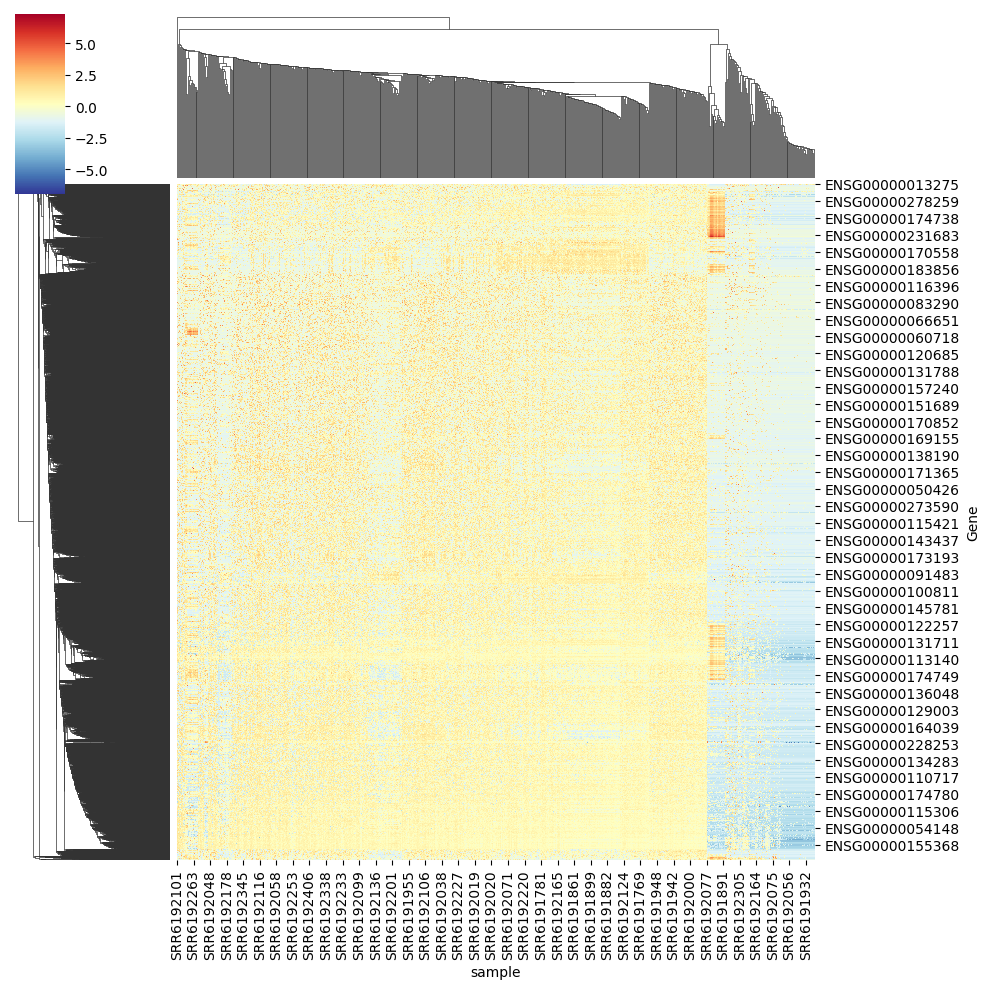 5.0
2.5
0.0
−2.5
−5.0
ENSG00000013275
ENSG00000278259
ENSG00000174738
ENSG00000231683
ENSG00000170558
ENSG00000183856
ENSG00000116396
ENSG00000083290
ENSG00000066651
ENSG00000060718
ENSG00000120685
ENSG00000131788
ENSG00000157240
ENSG00000151689
ENSG00000170852
ENSG00000169155
ENSG00000138190
ENSG00000171365
ENSG00000050426
ENSG00000273590
ENSG00000115421
ENSG00000143437
ENSG00000173193
ENSG00000091483
ENSG00000100811
ENSG00000145781
ENSG00000122257
ENSG00000131711
ENSG00000113140
ENSG00000174749
ENSG00000136048
ENSG00000129003
ENSG00000164039
ENSG00000228253
ENSG00000134283
ENSG00000110717
ENSG00000174780
ENSG00000115306
ENSG00000054148
ENSG00000155368
Gene
SRR6192101
SRR6192263
SRR6192048
SRR6192178
SRR6192345
SRR6192116
SRR6192058
SRR6192253
SRR6192406
SRR6192338
SRR6192233
SRR6192099
SRR6192136
SRR6192201
SRR6191955
SRR6192106
SRR6192038
SRR6192227
SRR6192019
SRR6192020
SRR6192071
SRR6192220
SRR6191781
SRR6192165
SRR6191861
SRR6191899
SRR6191882
SRR6192124
SRR6191769
SRR6191948
SRR6191942
SRR6192000
SRR6192077
SRR6191891
SRR6192305
SRR6192164
SRR6192075
SRR6192056
SRR6191932
sample